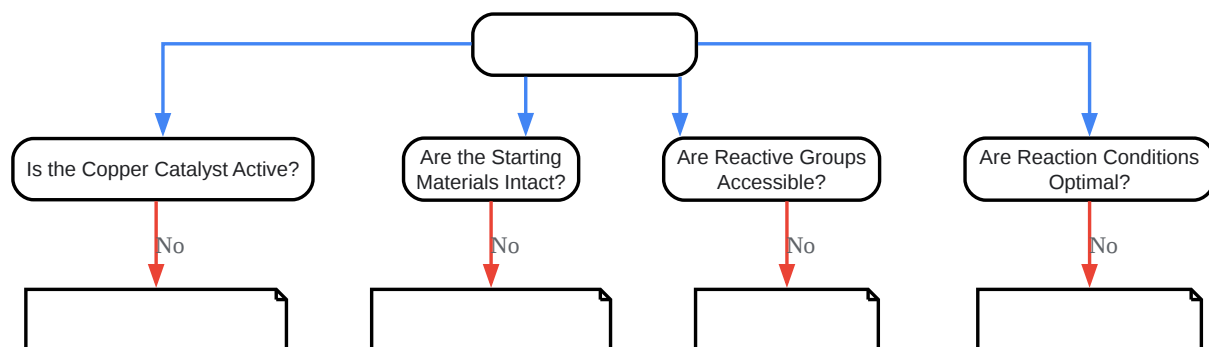 Is the Copper Catalyst Active?
Are the Starting
Materials Intact?
Are Reactive Groups
Accessible?
Are Reaction Conditions
Optimal?
No
No
No
No